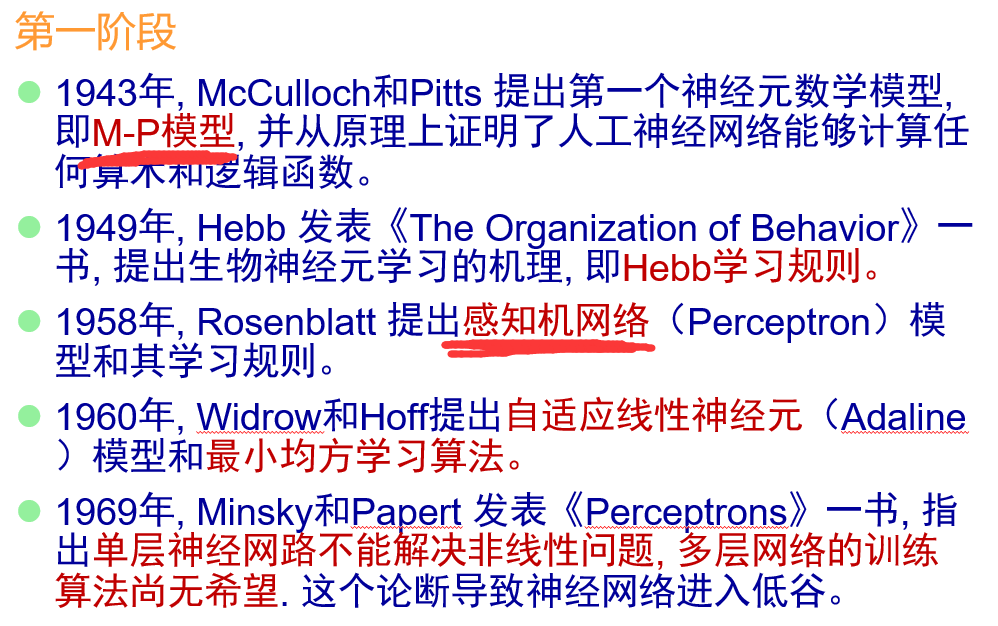 第一阶段
1943年, McCulloch和Pitts 提出第一个神经元数学模型,
即M-P模型, 并从原理上证明了人工神经网络能够计算任
何算术和逻辑函数。
1949年, Hebb 发表《The Organization of Behavior》一
书, 提出生物神经元学习的机理, 即Hebb学习规则。
1958年, Rosenblatt 提出感知机网络（Perceptron）模
型和其学习规则。
1960年, Widrow和Hoff提出自适应线性神经元（Adaline
）模型和最小均方学习算法。
1969年, Minsky和Papert 发表《Perceptrons》一书, 指
出单层神经网路不能解决非线性问题, 多层网络的训练
算法尚无希望. 这个论断导致神经网络进入低谷。